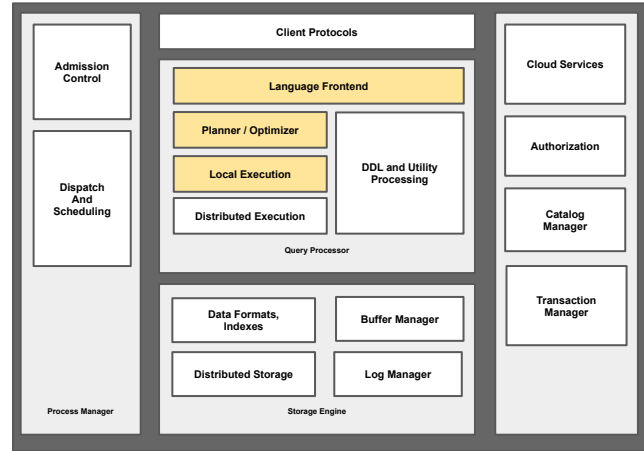 Admission
Control
Dispatch
And
Scheduling
Process Manager
Client Protocols
Language Frontend
Planner / Optimizer
Local Execution
Distributed Execution
DDL and Utility
Processing
Query Processor
Data Formats,
Indexes
Buffer Manager
Distributed Storage
Log Manager
Storage Engine
Cloud Services
Authorization
Catalog
Manager
Transaction
Manager